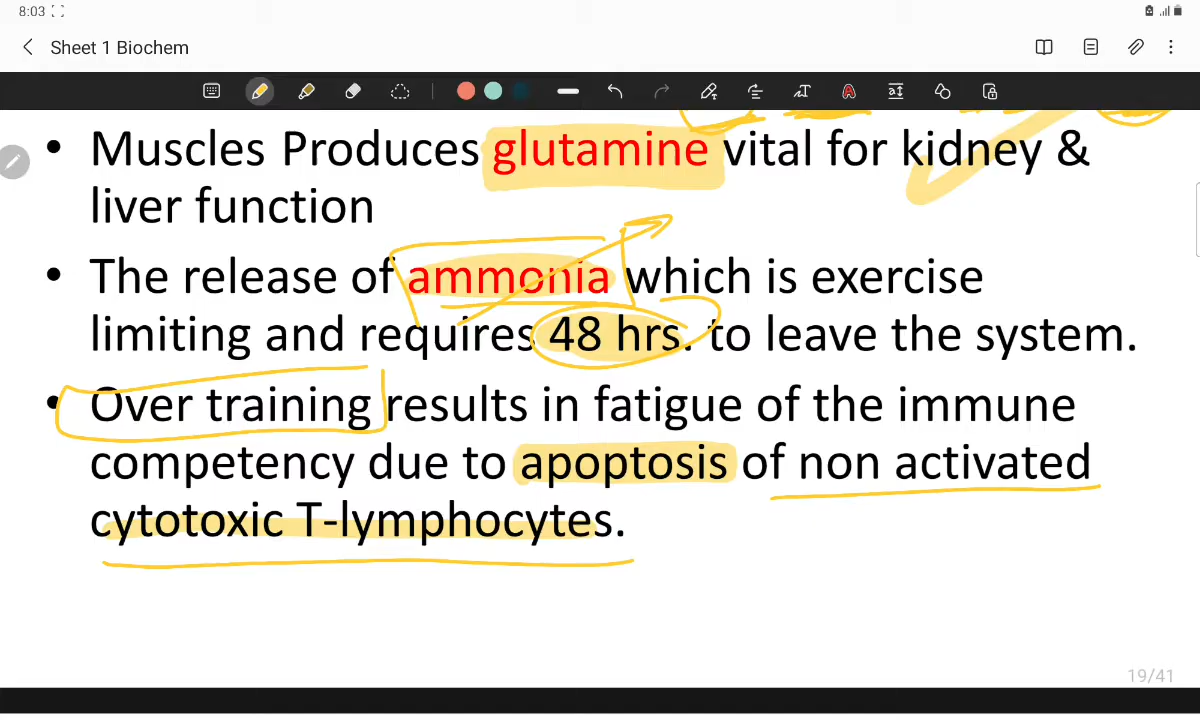 8:03
Sheet 1 Biochem
• Muscles Produces glutamine vital for kidney &
liver function
• The release of ammonia which is exercise
limiting and requires 48 hrs. to leave the system.
• Over training results in fatigue of the immune
competency due to apoptosis of non activated
cytotoxic T-lymphocytes.
19/41